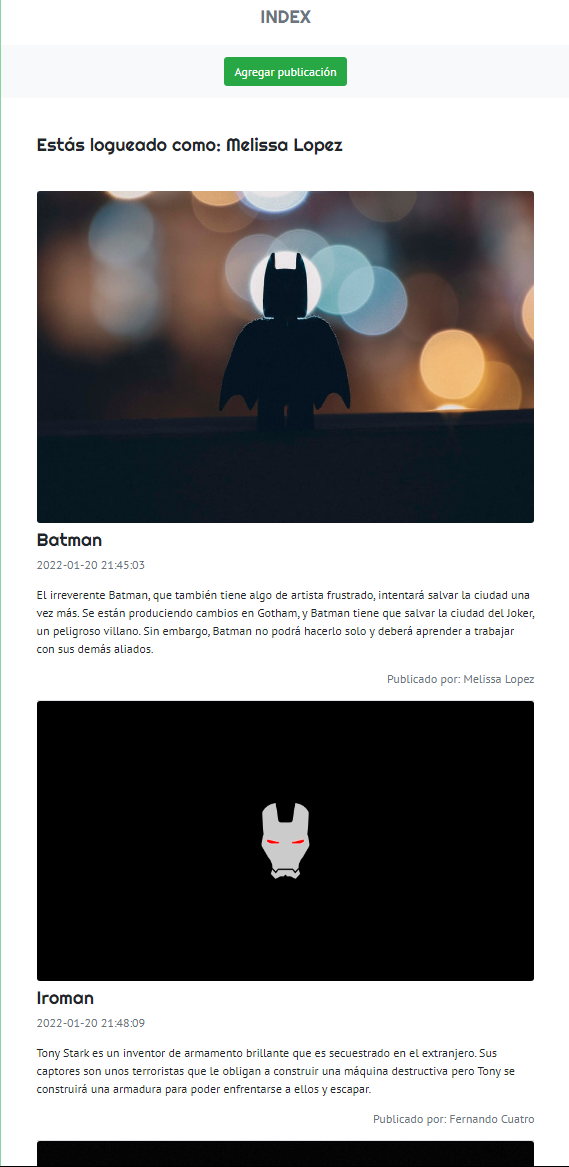 INDEX
Agregar publicación
Estás logueado como: Melissa Lopez
Batman
2022-01-20 21:45:03
El irreverente Batman, que también tiene algo de artista frustrado, intentará salvar la ciudad una
vez más. Se están produciendo cambios en Gotham, y Batman tiene que salvar la ciudad del Joker,
un peligroso villano. Sin embargo, Batman no podrá hacerlo solo y deberá aprender a trabajar
con sus demás aliados.
Publicado por: Melissa Lopez
Iroman
2022-01-20 21:48:09
Tony Stark es un inventor de armamento brillante que es secuestrado en el extranjero. Sus
captores son unos terroristas que le obligan a construir una máquina destructiva pero Tony se
construirá una armadura para poder enfrentarse a ellos y escapar.
Publicado por: Fernando Cuatro